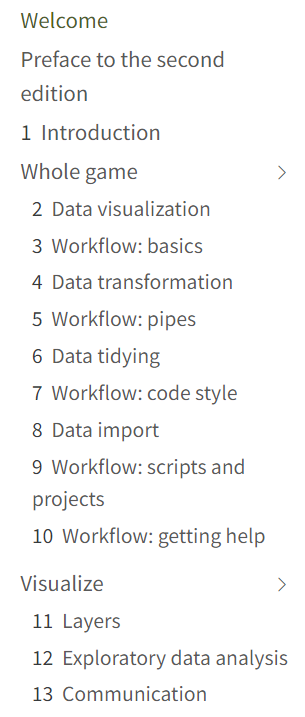 Welcome
Preface to the second
edition
1 Introduction
Whole game
2 Data visualization
3 Workflow: basics
4 Data transformation
5 Workflow: pipes
6 Data tidying
7 Workflow: code style
8 Data import
9 Workflow: scripts and
projects
10 Workflow: getting help
Visualize
11 Layers
12 Exploratory data analysis
13 Communication